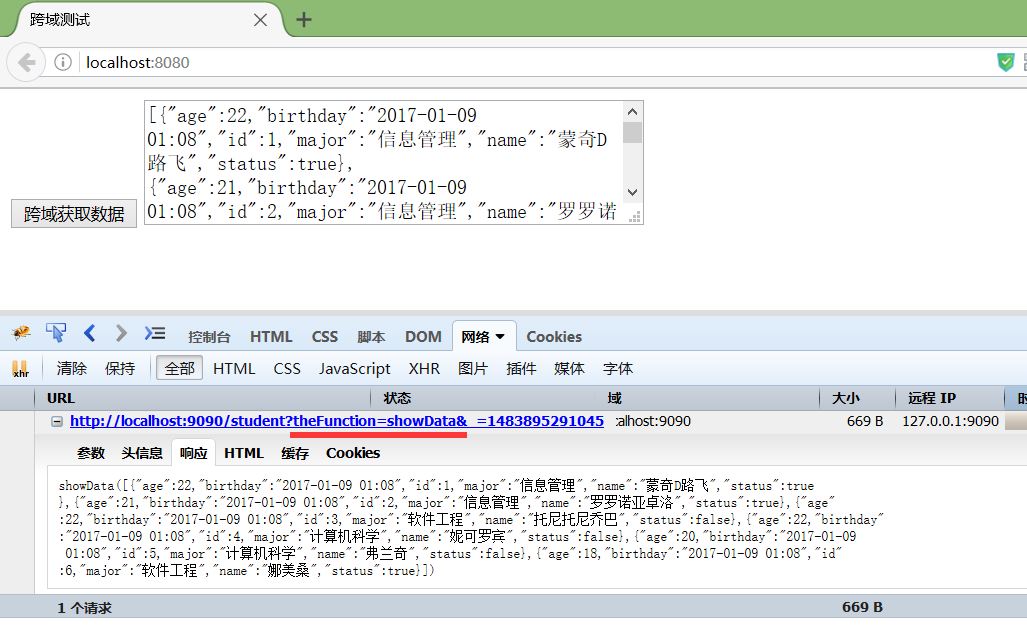 跨域测试
localhost:8080
[{"age":22,"birthday":"2017-01-09
01:08","id":1,"major":"信息管理","name":"蒙奇D
路飞","status":true},
{"age":21,"birthday":"2017-01-09
01:08","id":2,"major":"信息管理","name":"罗罗诺
跨域获取数据
控制台 HTML CSS 脚本 DOM 网络 Cookies
xhr 清除 保持 全部 HTML CSS JavaScript XHR 图片 插件 媒体 字体
URL 状态 域 大小 远程 IP
http://localhost:9090/student?theFunction=showData&_=1483895291045 alhost:9090 669 B 127.0.0.1:9090
参数 头信息 响应 HTML 缓存 Cookies
showData([{"age":22,"birthday":"2017-01-09 01:08","id":1,"major":"信息管理","name":"蒙奇D路飞","status":true
},{"age":21,"birthday":"2017-01-09 01:08","id":2,"major":"信息管理","name":"罗罗诺亚卓洛","status":true},{"age"
:22,"birthday":"2017-01-09 01:08","id":3,"major":"软件工程","name":"托尼托尼乔巴","status":false},{"age":22,"birthday"
:"2017-01-09 01:08","id":4,"major":"计算机科学","name":"妮可罗宾","status":false},{"age":20,"birthday":"2017-01-09
01:08","id":5,"major":"计算机科学","name":"弗兰奇","status":false},{"age":18,"birthday":"2017-01-09 01:08","id"
:6,"major":"软件工程","name":"娜美桑","status":true}])
1 个请求 669 B